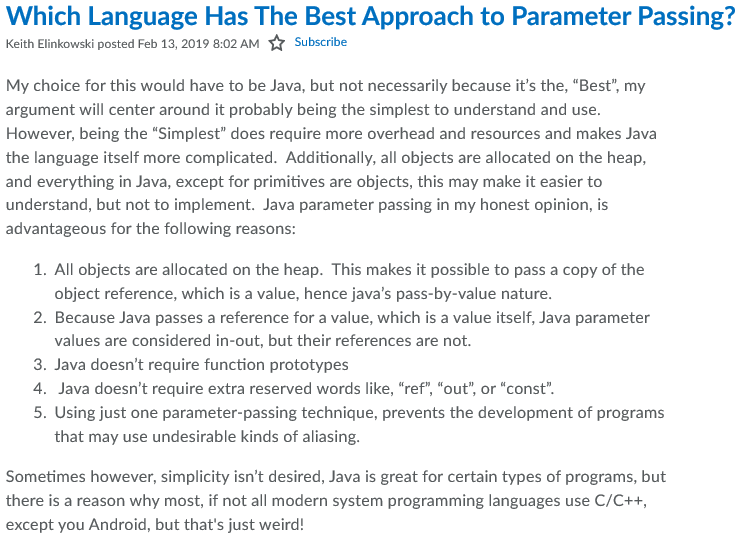 Which Language Has The Best Approach to Parameter Passing?
Keith Elinkowski posted Feb 13, 2019 8:02 AM Subscribe
My choice for this would have to be Java, but not necessarily because it’s the, “Best”, my
argument will center around it probably being the simplest to understand and use.
However, being the “Simplest” does require more overhead and resources and makes Java
the language itself more complicated.  Additionally, all objects are allocated on the heap,
and everything in Java, except for primitives are objects, this may make it easier to
understand, but not to implement.  Java parameter passing in my honest opinion, is
advantageous for the following reasons:
1. All objects are allocated on the heap.  This makes it possible to pass a copy of the
object reference, which is a value, hence java’s pass-by-value nature.
2. Because Java passes a reference for a value, which is a value itself, Java parameter
values are considered in-out, but their references are not.
3. Java doesn’t require function prototypes
4.  Java doesn’t require extra reserved words like, “ref”, “out”, or “const”.
5. Using just one parameter-passing technique, prevents the development of programs
that may use undesirable kinds of aliasing.
Sometimes however, simplicity isn’t desired, Java is great for certain types of programs, but
there is a reason why most, if not all modern system programming languages use C/C++,
except you Android, but that's just weird!